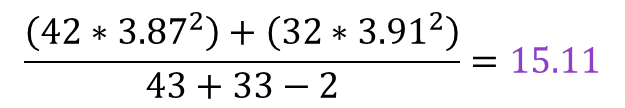 (42 * 3.87²) + (32 * 3.91²)
43 + 33 − 2
= 15.11